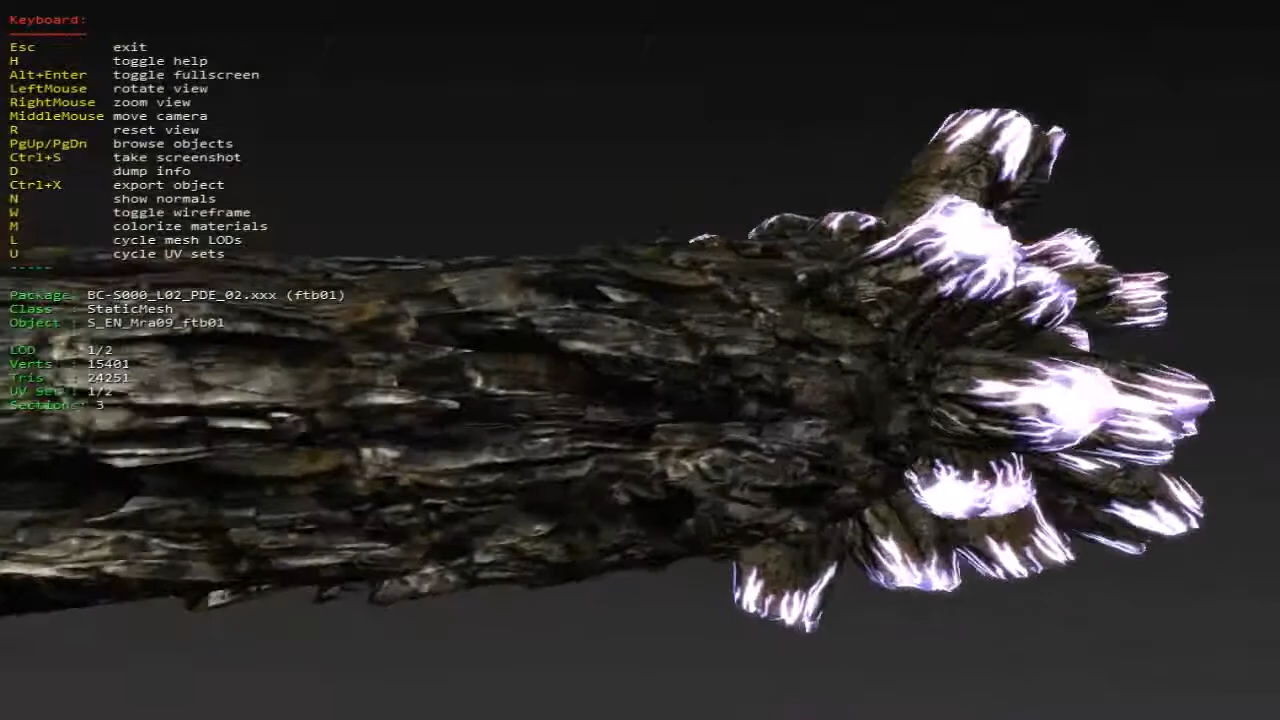 Keyboard:
Esc exit
H toggle help
Alt+Enter toggle fullscreen
LeftMouse rotate view
RightMouse zoom view
MiddleMouse move camera
R reset view
PgUp/PgDn browse objects
Ctrl+S take screenshot
D dump info
Ctrl+X export object
N show normals
W toggle wireframe
M colorize materials
L cycle mesh LODs
U cycle UV sets
-----
Package: BC-S000_L02_PDE_02.xxx (ftb01)
Class : StaticMesh
Object : S_EN_Mra09_ftb01
LOD : 1/2
Verts : 15401
Tris : 24251
UV Set : 1/2
Sections: 3